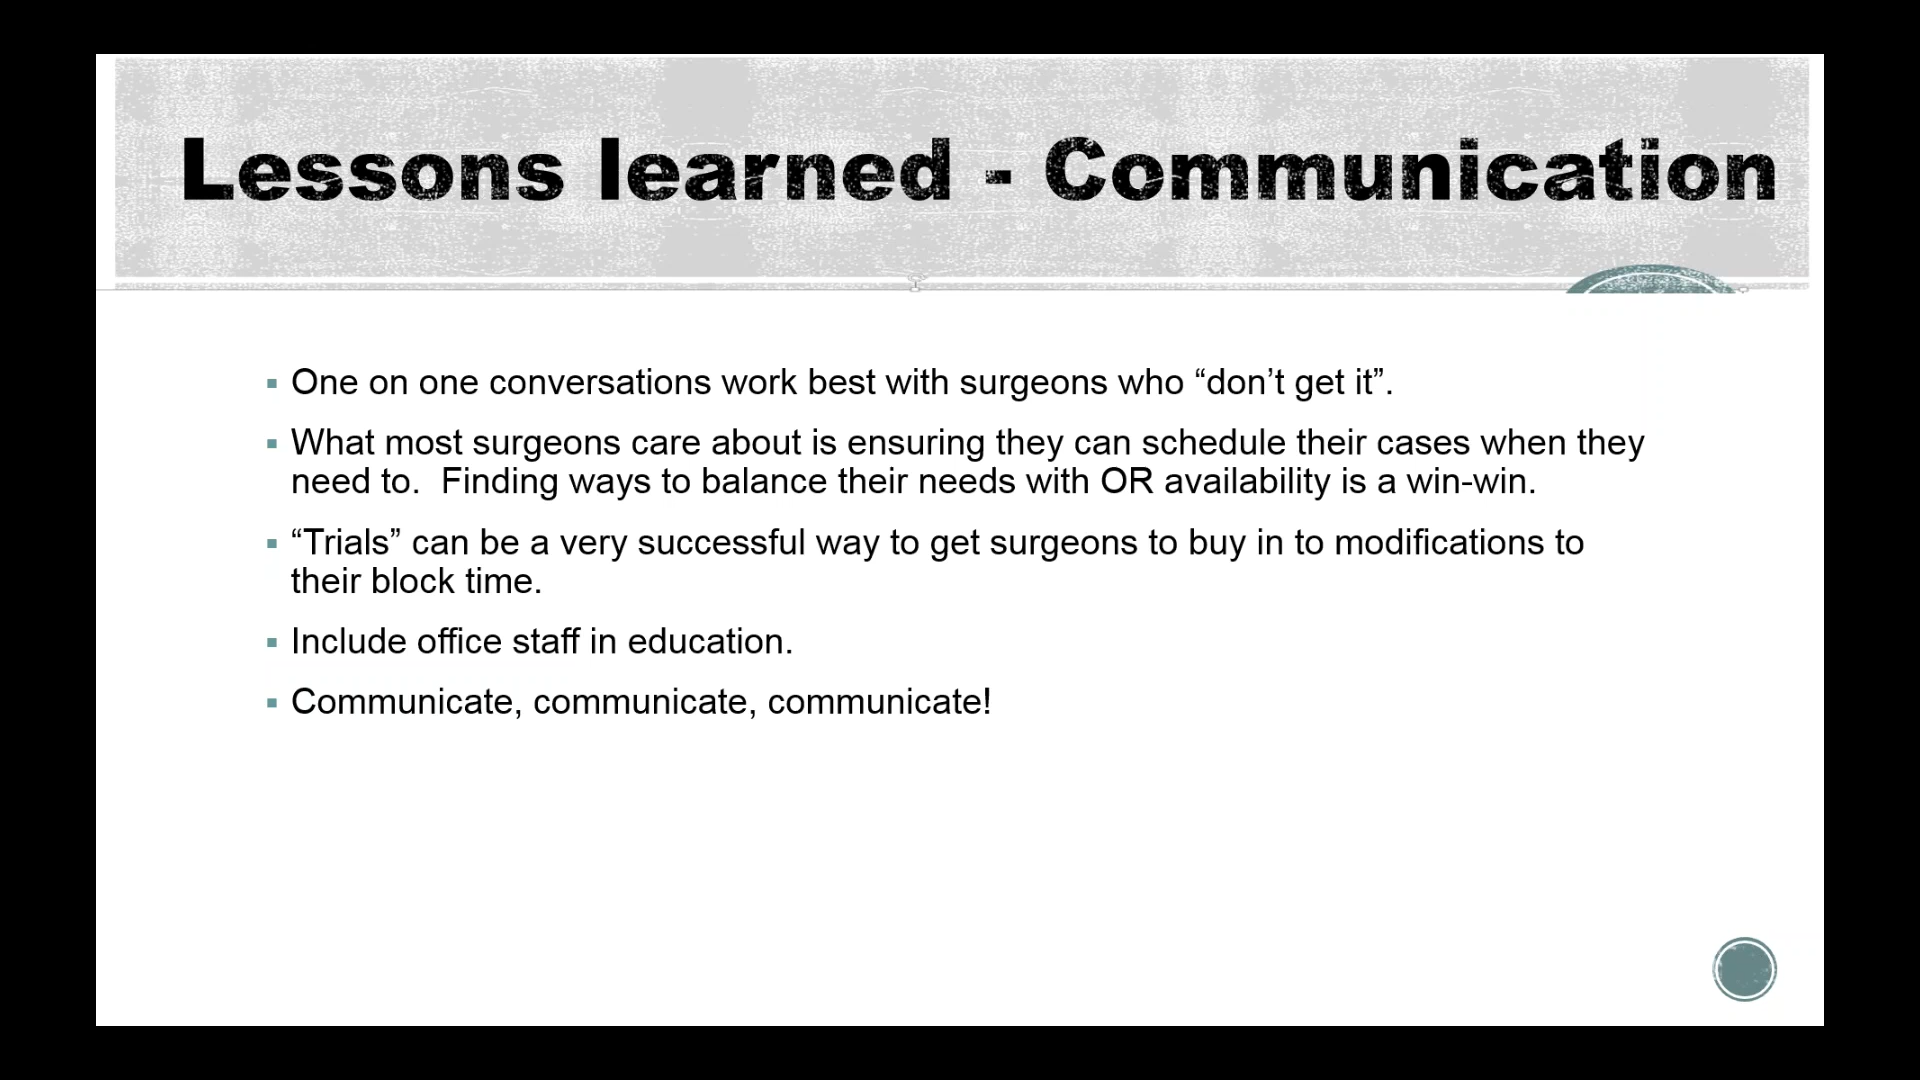 Lessons learned - Communication
▪ One on one conversations work best with surgeons who “don’t get it”.
▪ What most surgeons care about is ensuring they can schedule their cases when they
need to.  Finding ways to balance their needs with OR availability is a win-win.
▪ “Trials” can be a very successful way to get surgeons to buy in to modifications to
their block time.
▪ Include office staff in education.
▪ Communicate, communicate, communicate!